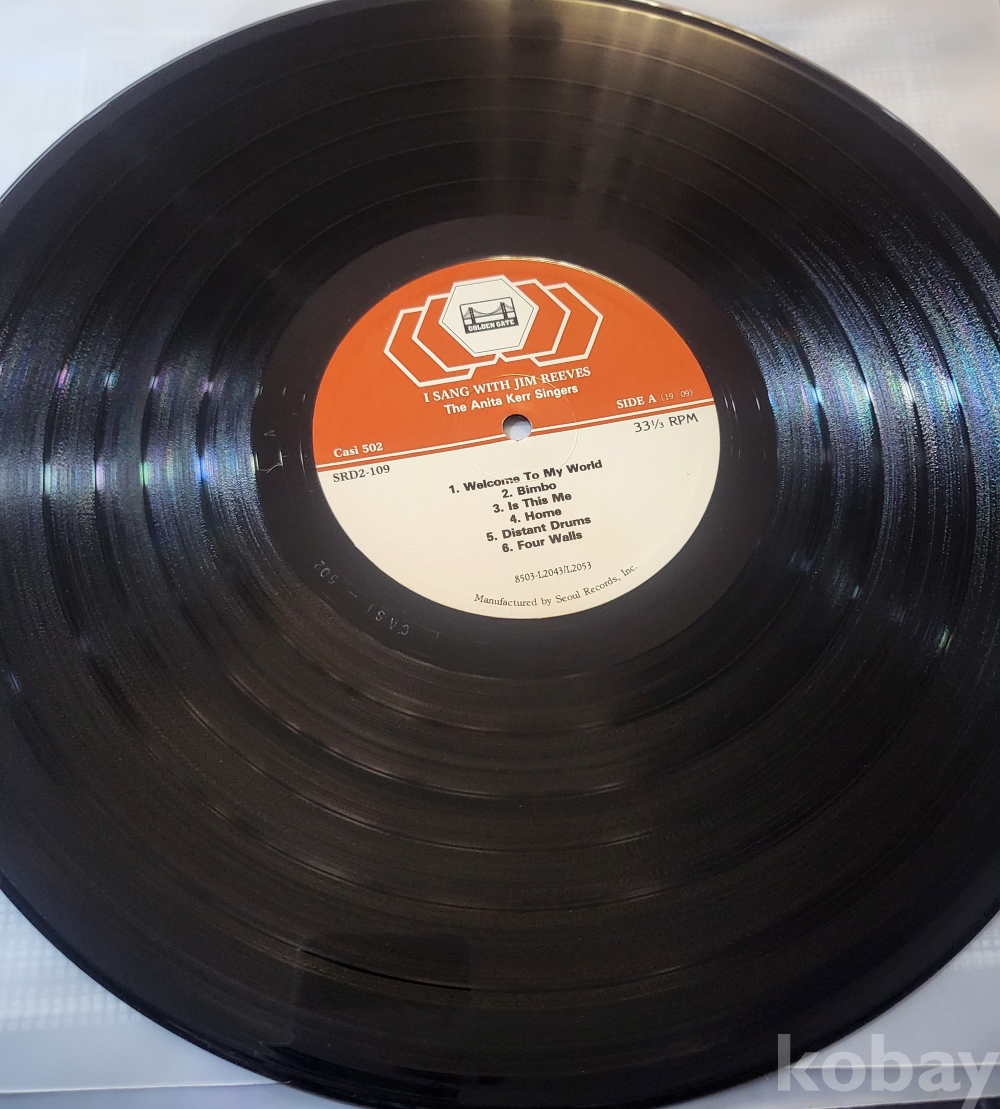 GOLDEN GATE
I SANG WITH JIM REEVES
The Anita Kerr Singers
SIDE A (19 : 09)
Casi 502
33⅓ RPM
SRD2-109
1. Welcome To My World
2. Bimbo
3. Is This Me
4. Home
5. Distant Drums
6. Four Walls
8503-L2043/L2053
Manufactured by Seoul Records, Inc.
CASI - 502
A
kobay